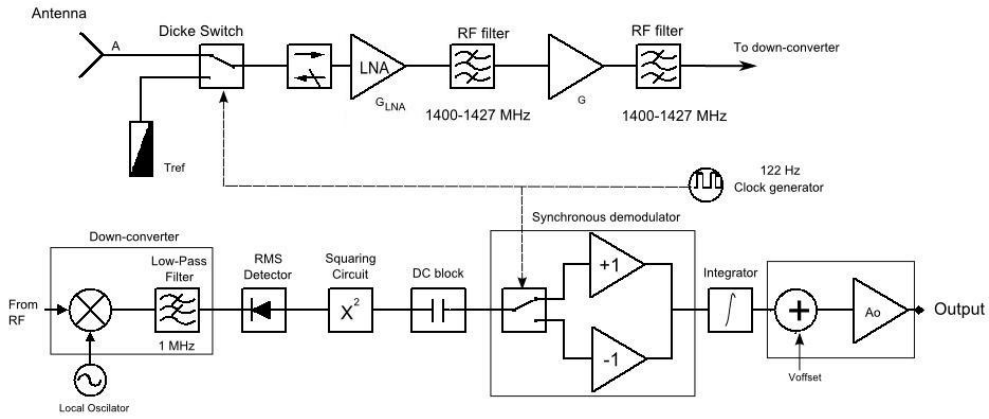 Antenna
Dicke Switch
RF filter
RF filter
To down-converter
A
LNA
G LNA
G
1400-1427 MHz
1400-1427 MHz
Tref
122 Hz
Clock generator
Synchronous demodulator
Down-converter
Low-Pass
Filter
RMS
Detector
Squaring
Circuit
DC block
+1
Integrator
From
RF
X2
∫
+
Ao
Output
1 MHz
-1
Voffset
Local Oscilator